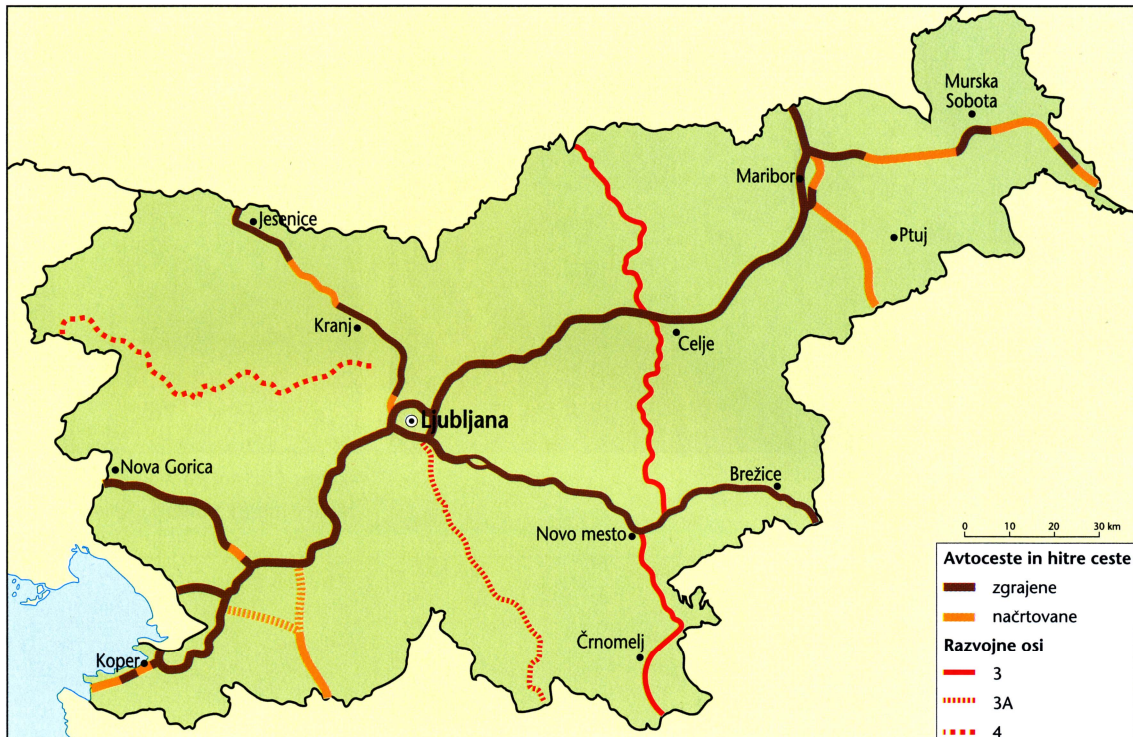 Murska
Sobota
Maribor
Jesenice
Ptuj
Kranj
Celje
Ljubljana
Nova Gorica
Brežice
Novo mesto
Črnomelj
Koper
0 10 20 30 km
Avtoceste in hitre ceste
zgrajene
načrtovane
Razvojne osi
3
3A
4